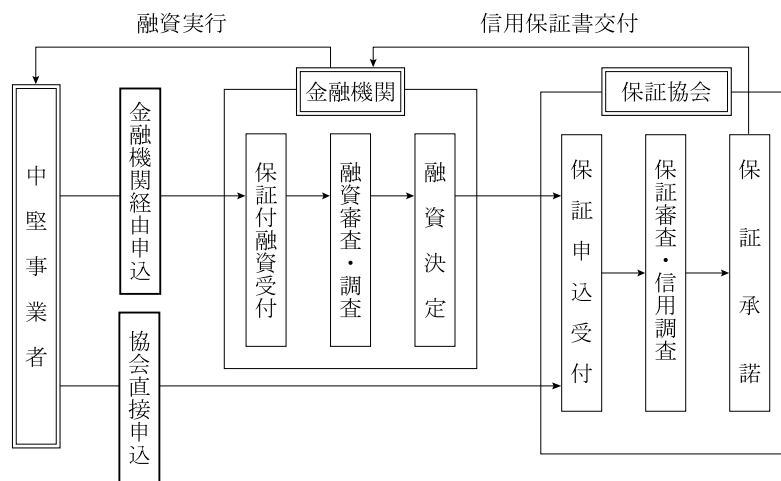 融資実行
信用保証書交付
金融機関
保証協会
中堅事業者
金融機関経由申込
協会直接申込
保証付融資受付
融資審査・調査
融資決定
保証申込受付
保証審査・信用調査
保証承諾